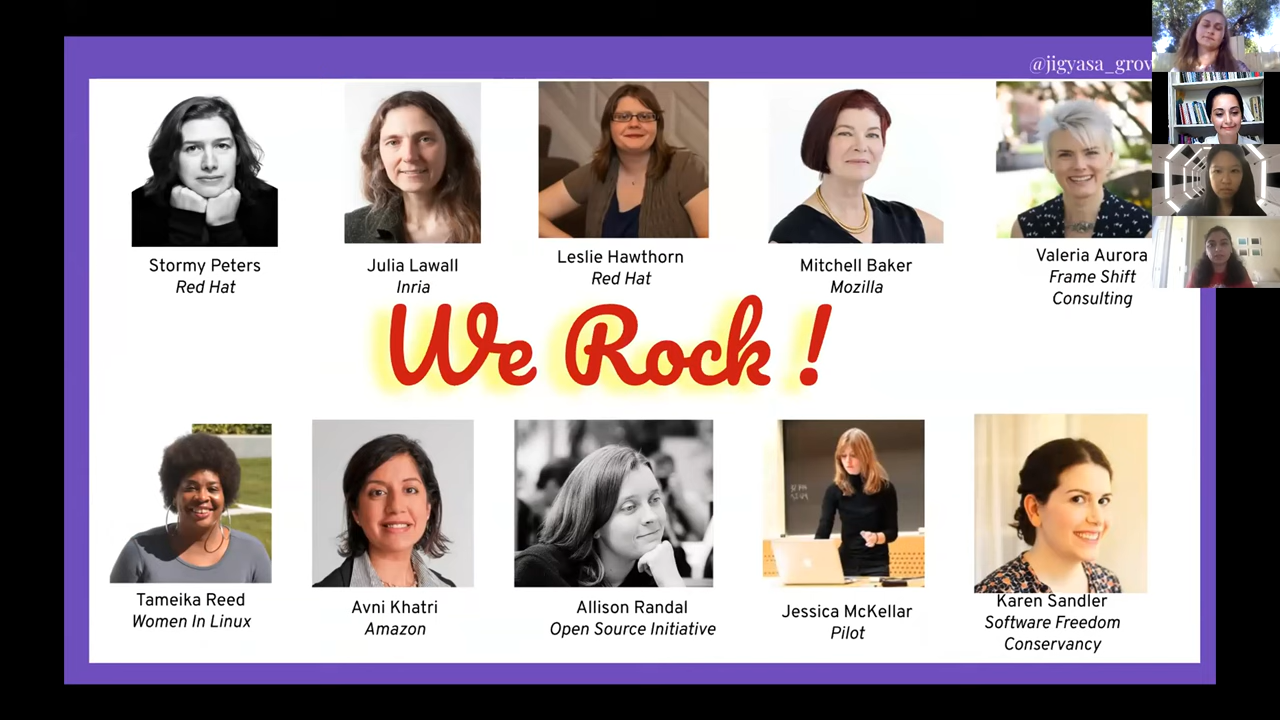 @jigyasa_grov
Stormy Peters
Red Hat
Julia Lawall
Inria
Leslie Hawthorn
Red Hat
Mitchell Baker
Mozilla
Valeria Aurora
Frame Shift
Consulting
We Rock !
Tameika Reed
Women In Linux
Avni Khatri
Amazon
Allison Randal
Open Source Initiative
Jessica McKellar
Pilot
Karen Sandler
Software Freedom
Conservancy